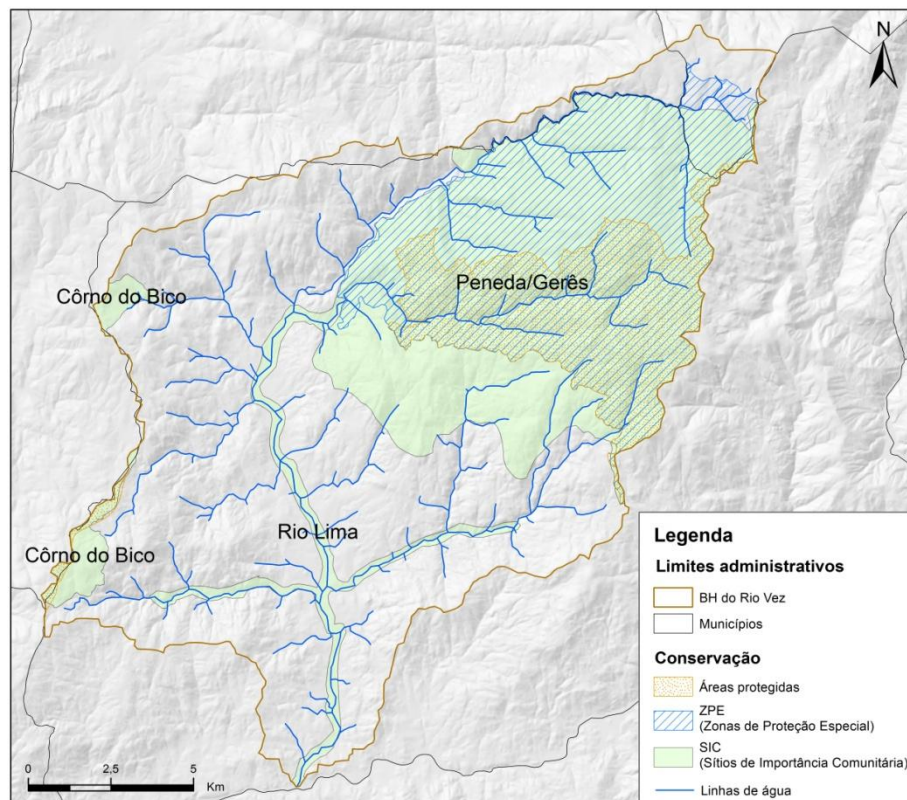 N
Côrno do Bico
Peneda/Gerês
Rio Lima
Côrno do Bico
0 2,5 5
Km
Legenda
Limites administrativos
BH do Rio Vez
Municípios
Conservação
Áreas protegidas
ZPE
(Zonas de Proteção Especial)
SIC
(Sítios de Importância Comunitária)
Linhas de água